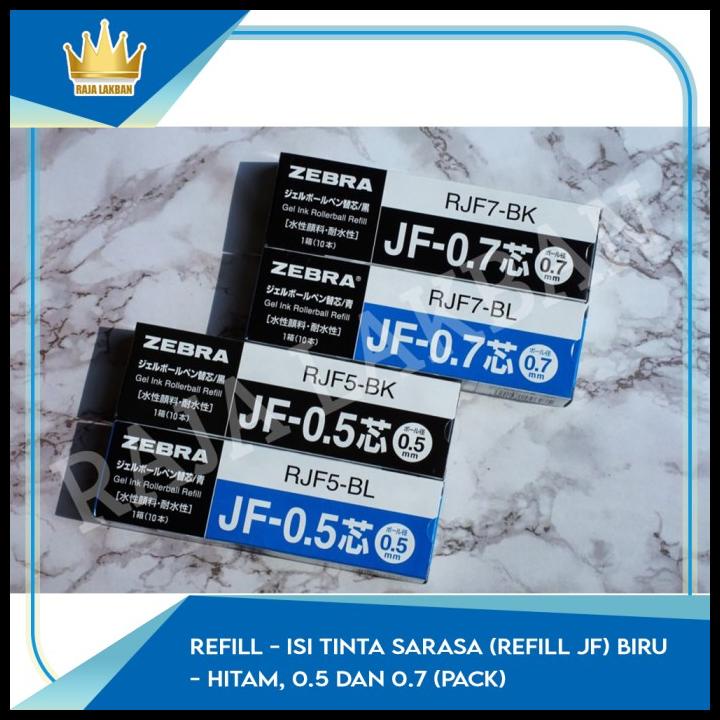 RAJA LAKBAN
ZEBRA
ジェルボールペン替芯/黒
Gel Ink Rollerball Refill
[水性顔料・耐水性]
1箱(10本)
RJF7-BK
JF-0.7芯
ボール径
0.7
mm
ZEBRA®
ジェルボールペン替芯/青
Gel Ink Rollerball Refill
[水性顔料・耐水性]
1箱(10本)
RJF7-BL
JF-0.7芯
ボール径
0.7
mm
ZEBRA
ジェルボールペン替芯/黒
Gel Ink Rollerball Refill
[水性顔料・耐水性]
1箱(10本)
RJF5-BK
JF-0.5芯
ボール径
0.5
mm
ZEBRA
ジェルボールペン替芯/青
Gel Ink Rollerball Refill
[水性顔料・耐水性]
1箱(10本)
RJF5-BL
JF-0.5芯
ボール径
0.5
mm
RAJA LAKBAN
REFILL - ISI TINTA SARASA (REFILL JF) BIRU
- HITAM, 0.5 DAN 0.7 (PACK)